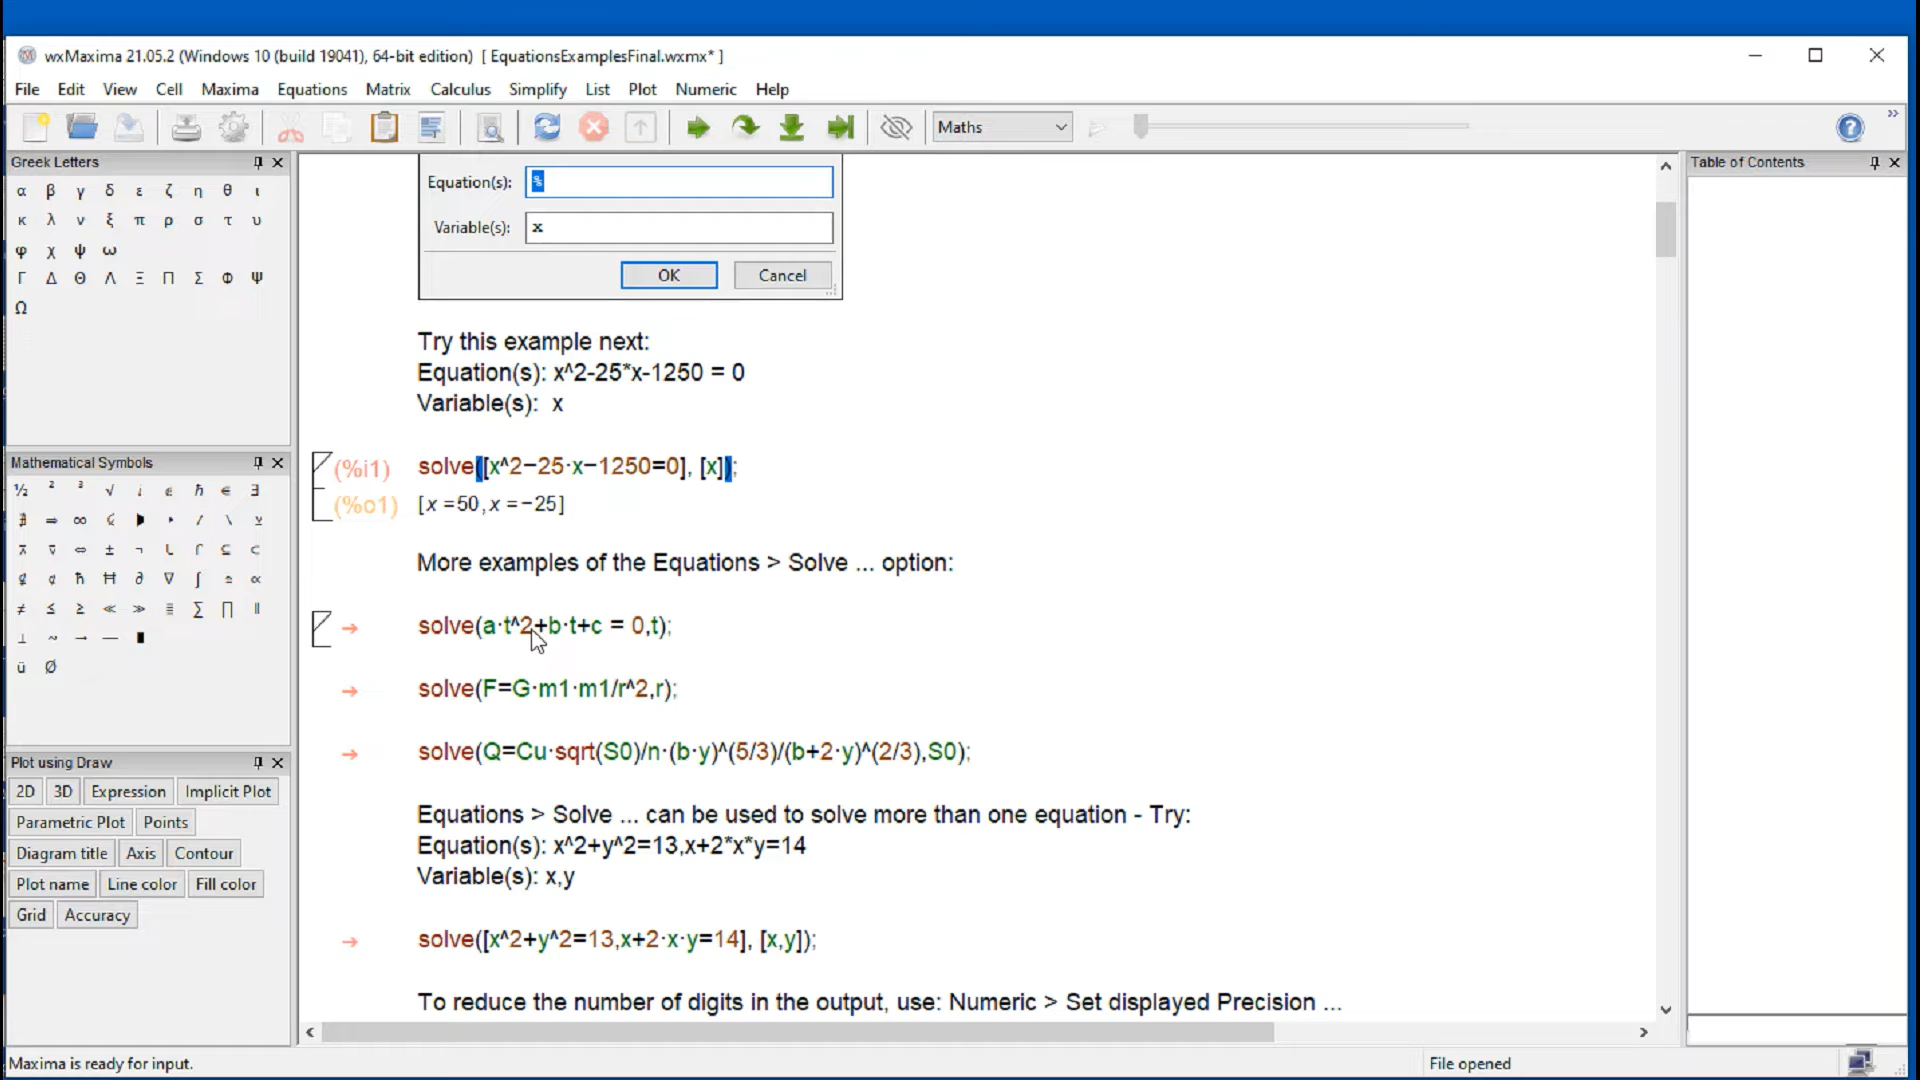 wxMaxima 21.05.2 (Windows 10 (build 19041), 64-bit edition) [ EquationsExamplesFinal.wxmx* ]
File Edit View Cell Maxima Equations Matrix Calculus Simplify List Plot Numeric Help
Maths
Greek Letters
α β γ δ ε ζ η θ ι
κ λ ν ξ π ρ σ τ υ
φ χ ψ ω
Γ Δ Θ Λ Ξ Π Σ Φ Ψ
Ω
Mathematical Symbols
½ ² ³ √ ħ ∈ ∃
∄ ⇒ ∞ / \
⇔ ± ¬ ⊆ ⊂
ħ Ħ ∂ ∇ ∫ ∝
≠ ≤ ≥ ≪ ≫ ∑ ∏ ∥
⊥ → —
ü Ø
Plot using Draw
2D 3D Expression Implicit Plot
Parametric Plot Points
Diagram title Axis Contour
Plot name Line color Fill color
Grid Accuracy
Equation(s): %
Variable(s): x
OK Cancel
Try this example next:
Equation(s): x^2-25*x-1250 = 0
Variable(s): x
(%i1) solve([x^2−25·x−1250=0], [x]);
(%o1) [x=50,x=−25]
More examples of the Equations > Solve ... option:
→ solve(a·t^2+b·t+c = 0,t);
→ solve(F=G·m1·m1/r^2,r);
→ solve(Q=Cu·sqrt(S0)/n·(b·y)^(5/3)/(b+2·y)^(2/3),S0);
Equations > Solve ... can be used to solve more than one equation - Try:
Equation(s): x^2+y^2=13,x+2*x*y=14
Variable(s): x,y
→ solve([x^2+y^2=13,x+2·x·y=14], [x,y]);
To reduce the number of digits in the output, use: Numeric > Set displayed Precision ...
Table of Contents
Maxima is ready for input.
File opened